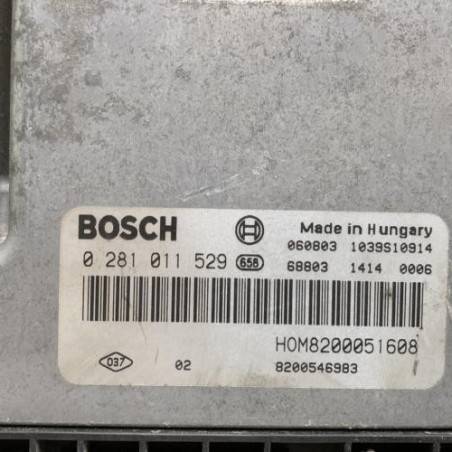 BOSCH
Made in Hungary
060803 1039S10914
0 281 011 529 658
68803 1414 0006
HOM8200051608
037 02 8200546983